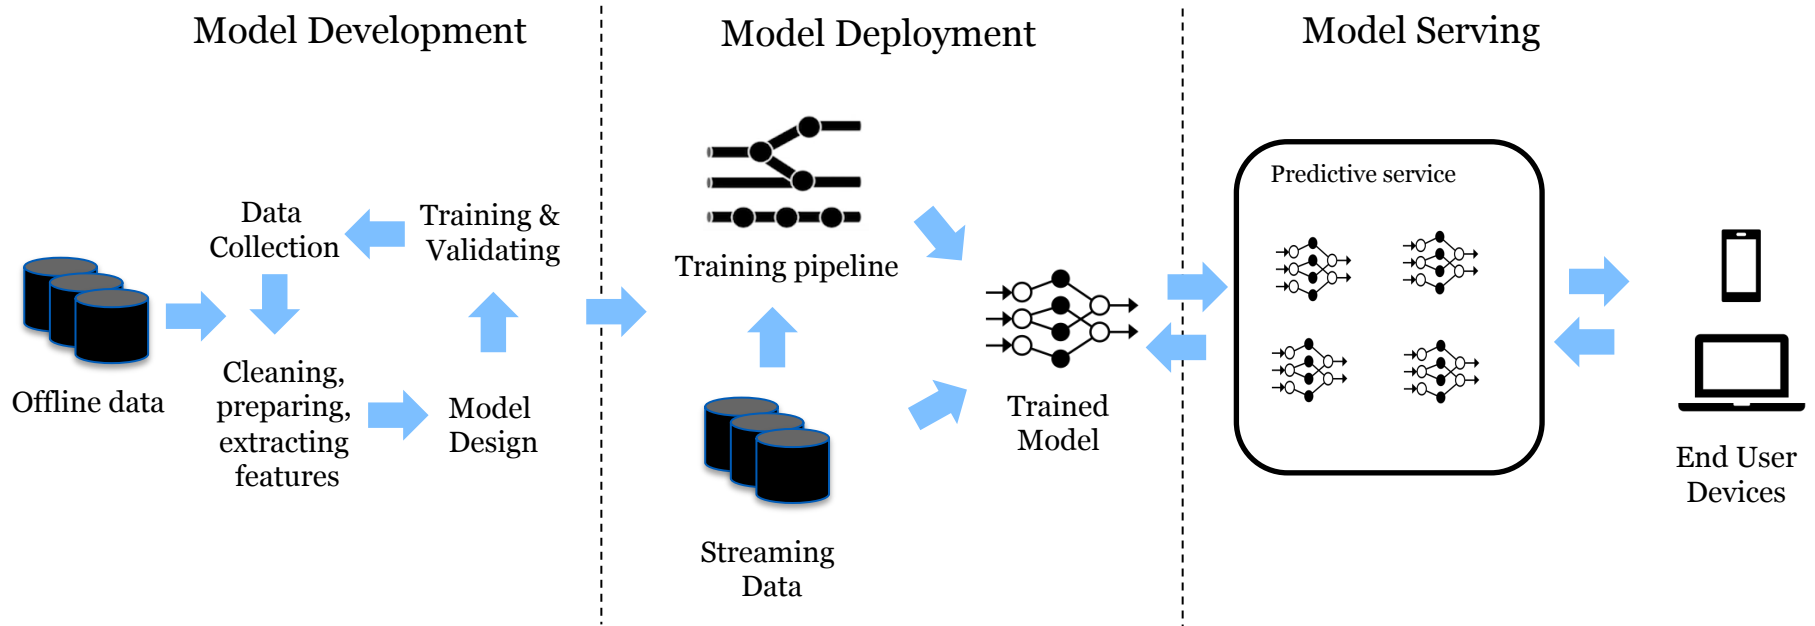 Model Development
Model Deployment
Model Serving
Data
Collection
Training &
Validating
Offline data
Cleaning,
preparing,
extracting
features
Model
Design
Training pipeline
Streaming
Data
Trained
Model
Predictive service
End User
Devices